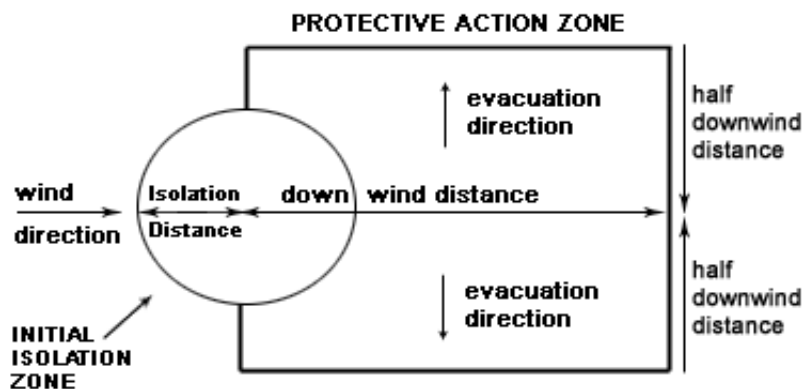 PROTECTIVE ACTION ZONE
evacuation
direction
half
downwind
distance
wind
direction
Isolation
Distance
down wind distance
evacuation
direction
half
downwind
distance
INITIAL
ISOLATION
ZONE